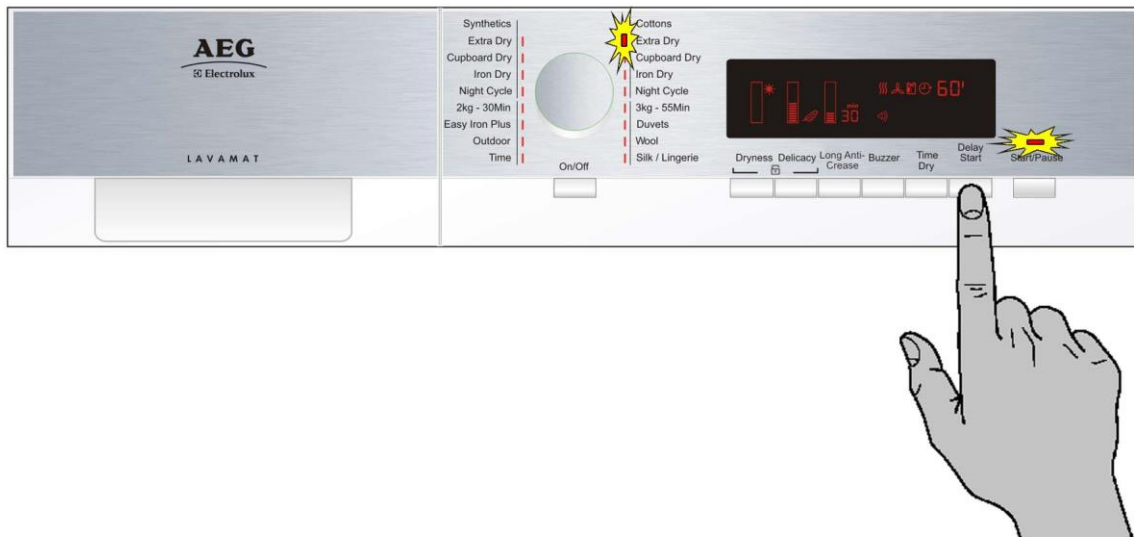 AEG
Electrolux
LAVAMAT
Synthetics
Extra Dry
Cupboard Dry
Iron Dry
Night Cycle
2kg - 30Min
Easy Iron Plus
Outdoor
Time
On/Off
Cottons
Extra Dry
Cupboard Dry
Iron Dry
Night Cycle
3kg - 55Min
Duvets
Wool
Silk / Lingerie
min
30
60'
Dryness
Delicacy
Long Anti-
Crease
Buzzer
Time
Dry
Delay
Start
Start/Pause